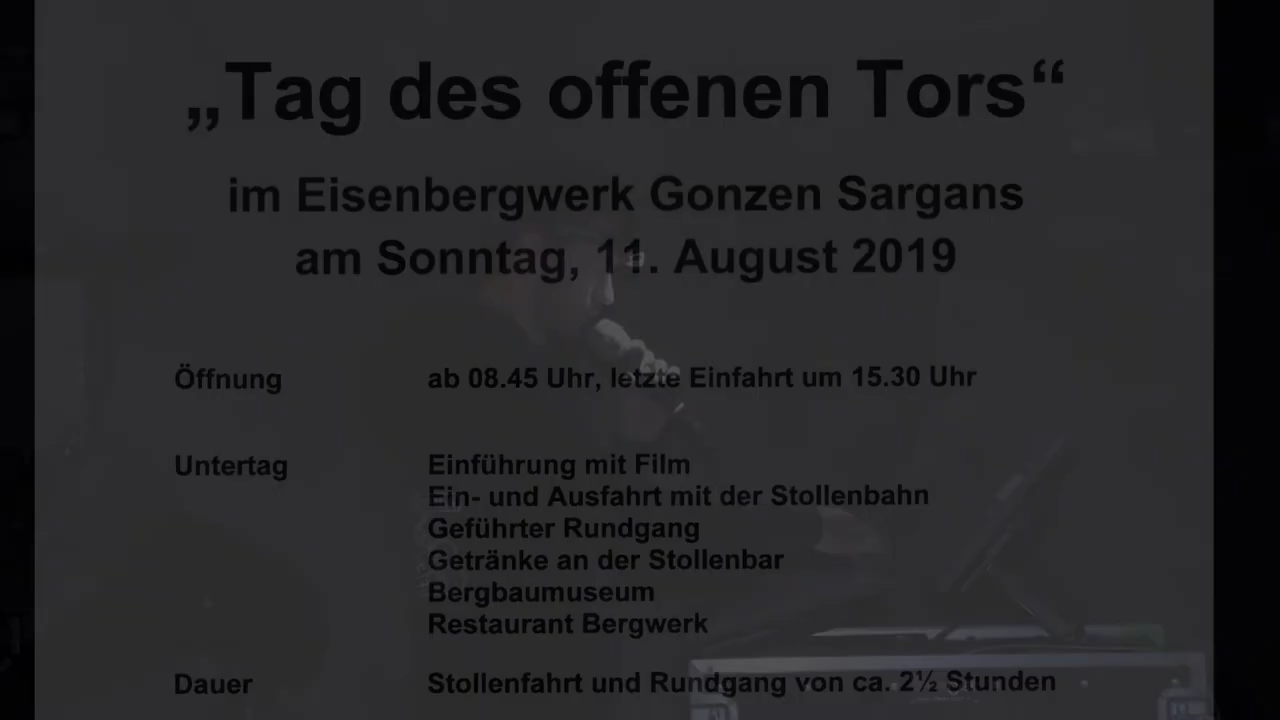 „Tag des offenen Tors“
im Eisenbergwerk Gonzen Sargans
am Sonntag, 11. August 2019
Öffnung ab 08.45 Uhr, letzte Einfahrt um 15.30 Uhr
Untertag Einführung mit Film
Ein- und Ausfahrt mit der Stollenbahn
Geführter Rundgang
Getränke an der Stollenbar
Bergbaumuseum
Restaurant Bergwerk
Dauer Stollenfahrt und Rundgang von ca. 2½ Stunden